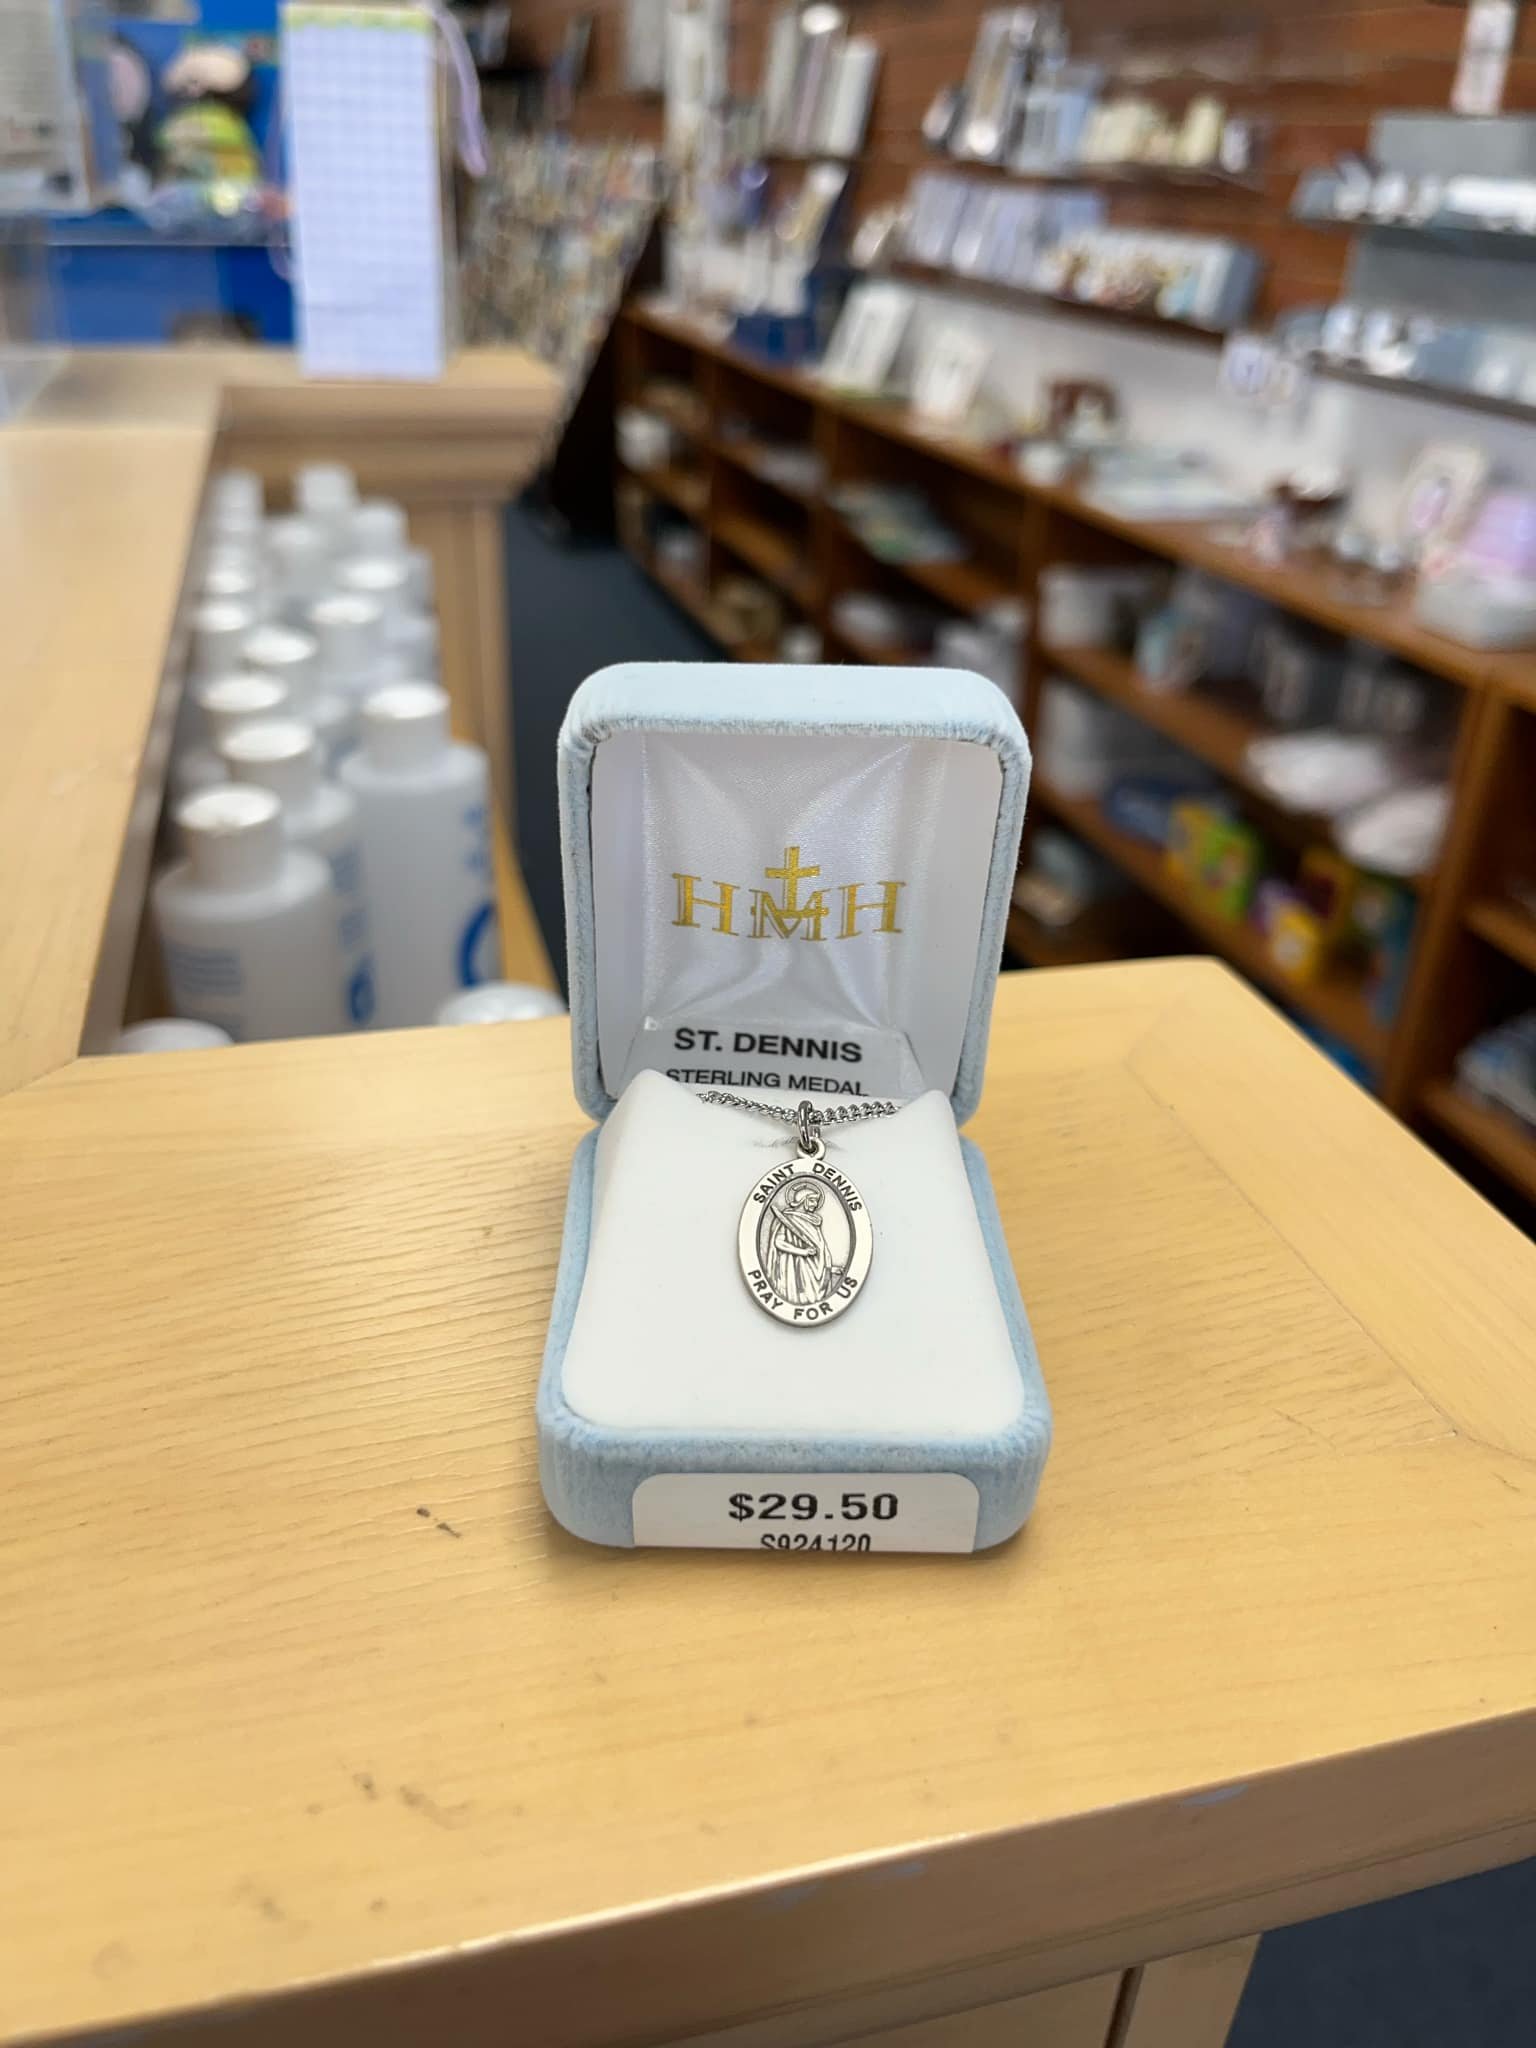 HMH
ST. DENNIS
STERLING MEDAL
SAINT DENNIS
PRAY FOR US
$29.50
S924120